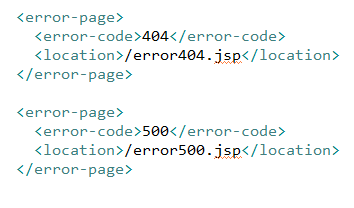 <error-page>
<error-code>404</error-code>
<location>/error404.jsp</location>
</error-page>
<error-page>
<error-code>500</error-code>
<location>/error500.jsp</location>
</error-page>